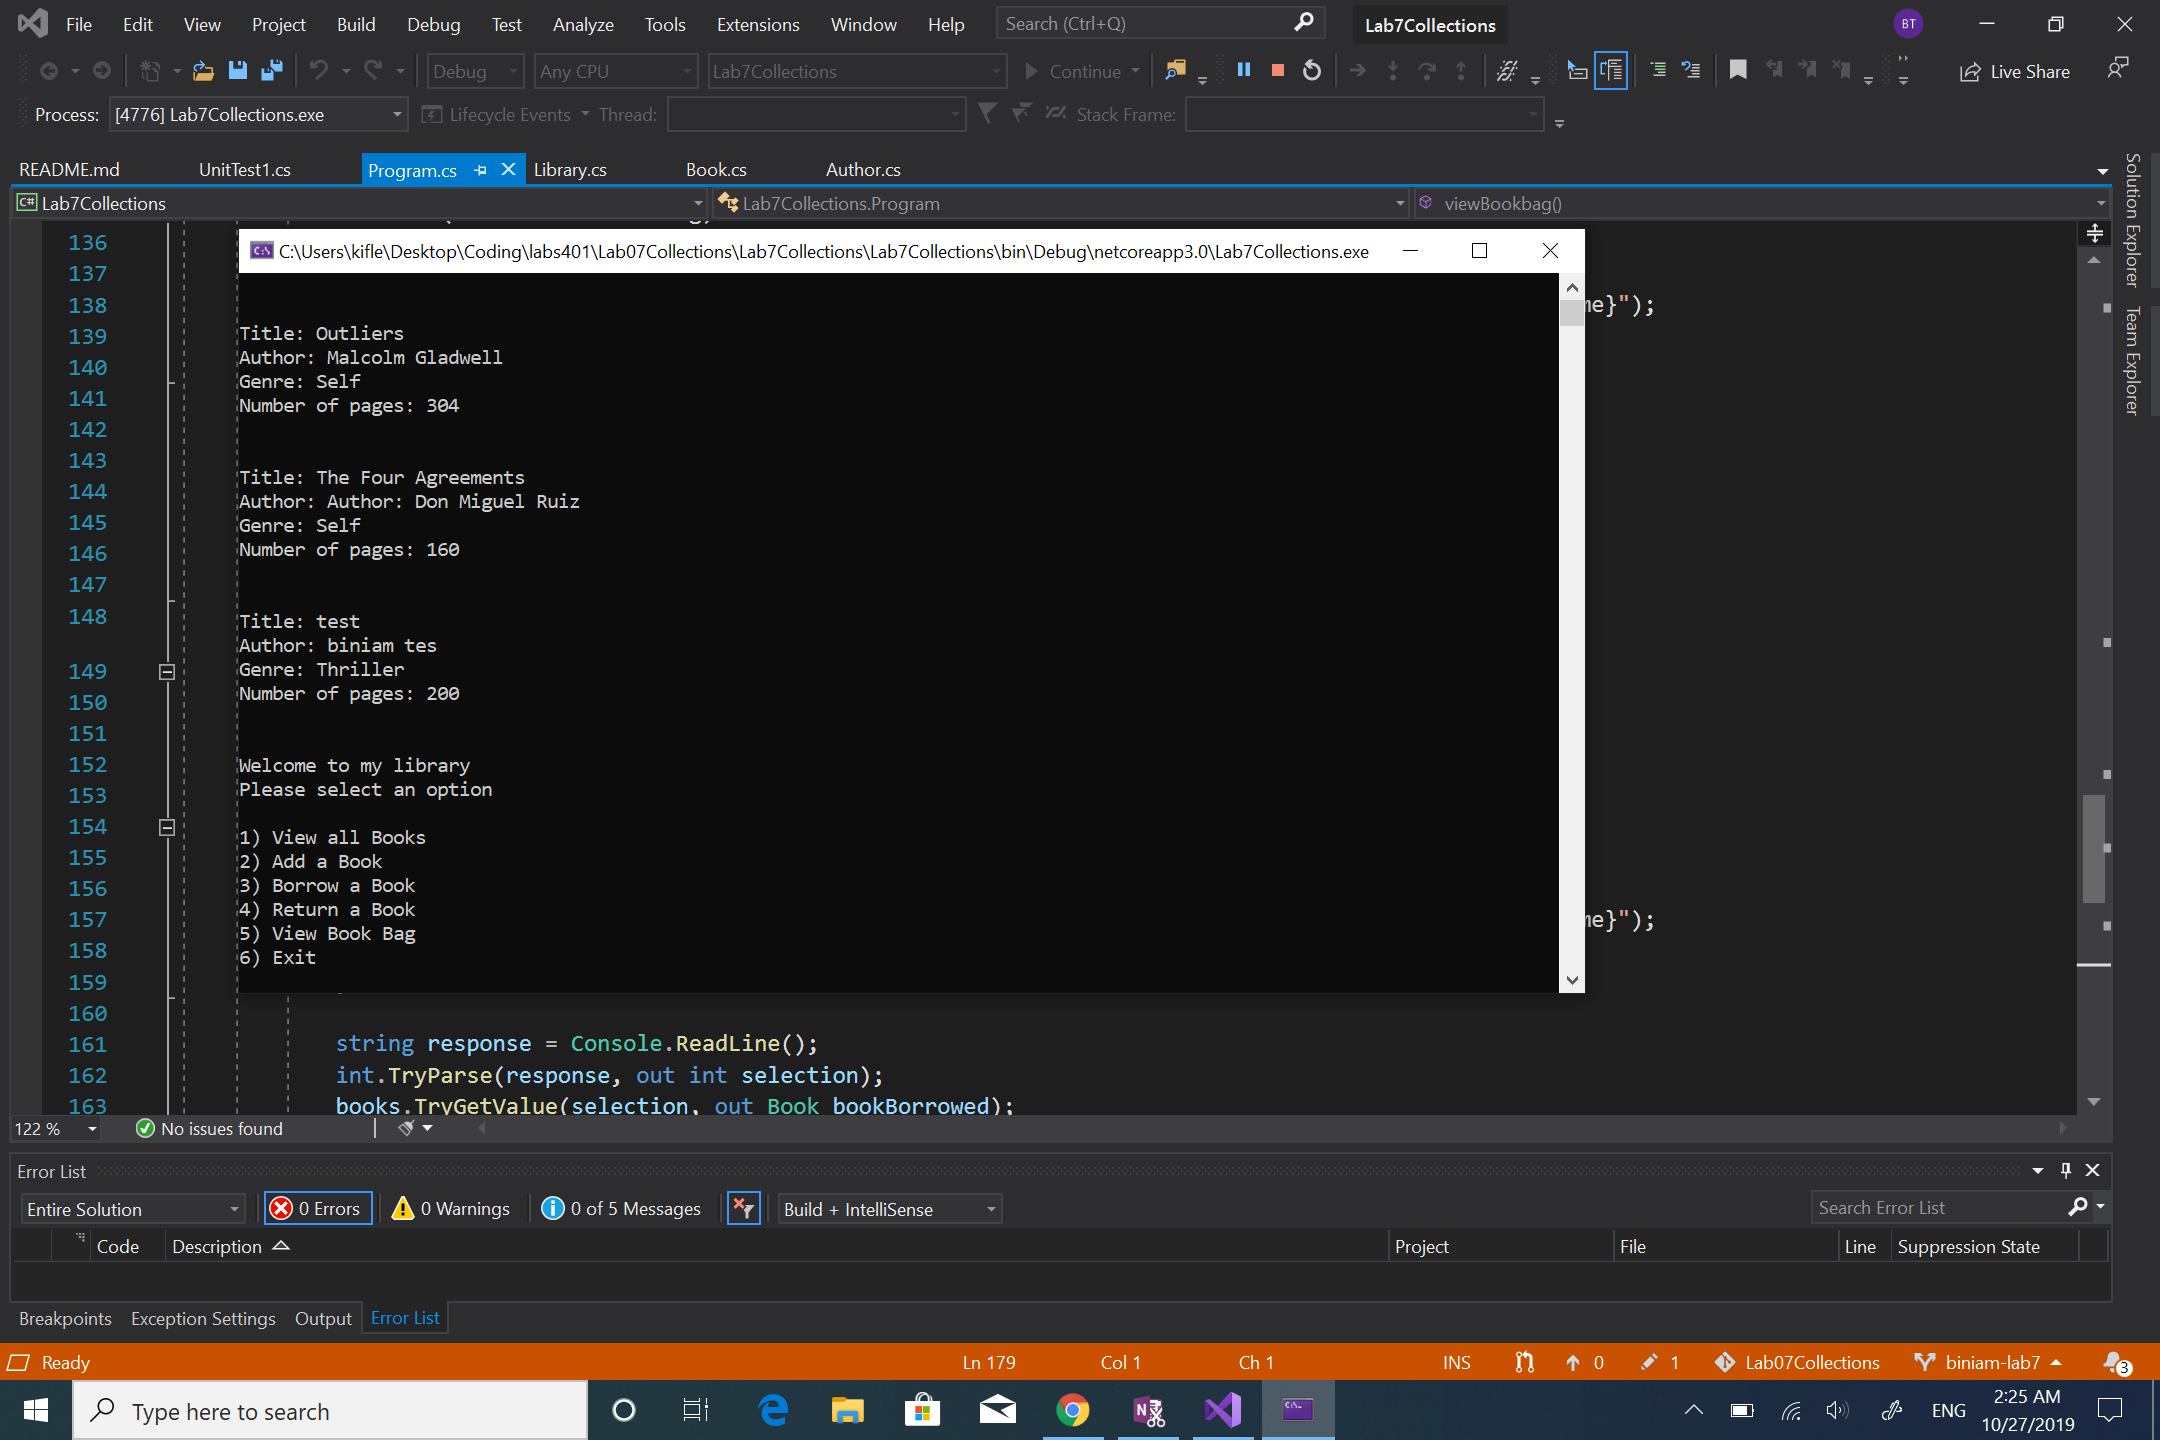 File Edit View Project Build Debug Test Analyze Tools Extensions Window Help Search (Ctrl+Q) Lab7Collections BT
Debug Any CPU Lab7Collections Continue Live Share
Process: [4776] Lab7Collections.exe Lifecycle Events Thread: Stack Frame:
README.md UnitTest1.cs Program.cs Library.cs Book.cs Author.cs
C# Lab7Collections Lab7Collections.Program viewBookbag()
Solution Explorer
Team Explorer
C:\Users\kifle\Desktop\Coding\labs401\Lab07Collections\Lab7Collections\Lab7Collections\bin\Debug\netcoreapp3.0\Lab7Collections.exe
Title: Outliers
Author: Malcolm Gladwell
Genre: Self
Number of pages: 304
Title: The Four Agreements
Author: Author: Don Miguel Ruiz
Genre: Self
Number of pages: 160
Title: test
Author: biniam tes
Genre: Thriller
Number of pages: 200
Welcome to my library
Please select an option
1) View all Books
2) Add a Book
3) Borrow a Book
4) Return a Book
5) View Book Bag
6) Exit
136
137
138 me}");
139
140
141
142
143
144
145
146
147
148
149
150
151
152
153
154
155
156
157 me}");
158
159
160
161 string response = Console.ReadLine();
162 int.TryParse(response, out int selection);
163 books.TryGetValue(selection, out Book bookBorrowed);
122 % No issues found
Error List
Entire Solution 0 Errors 0 Warnings 0 of 5 Messages Build + IntelliSense Search Error List
Code Description Project File Line Suppression State
Breakpoints Exception Settings Output Error List
Ready Ln 179 Col 1 Ch 1 INS 0 1 Lab07Collections biniam-lab7 3
Type here to search ENG 2:25 AM
10/27/2019